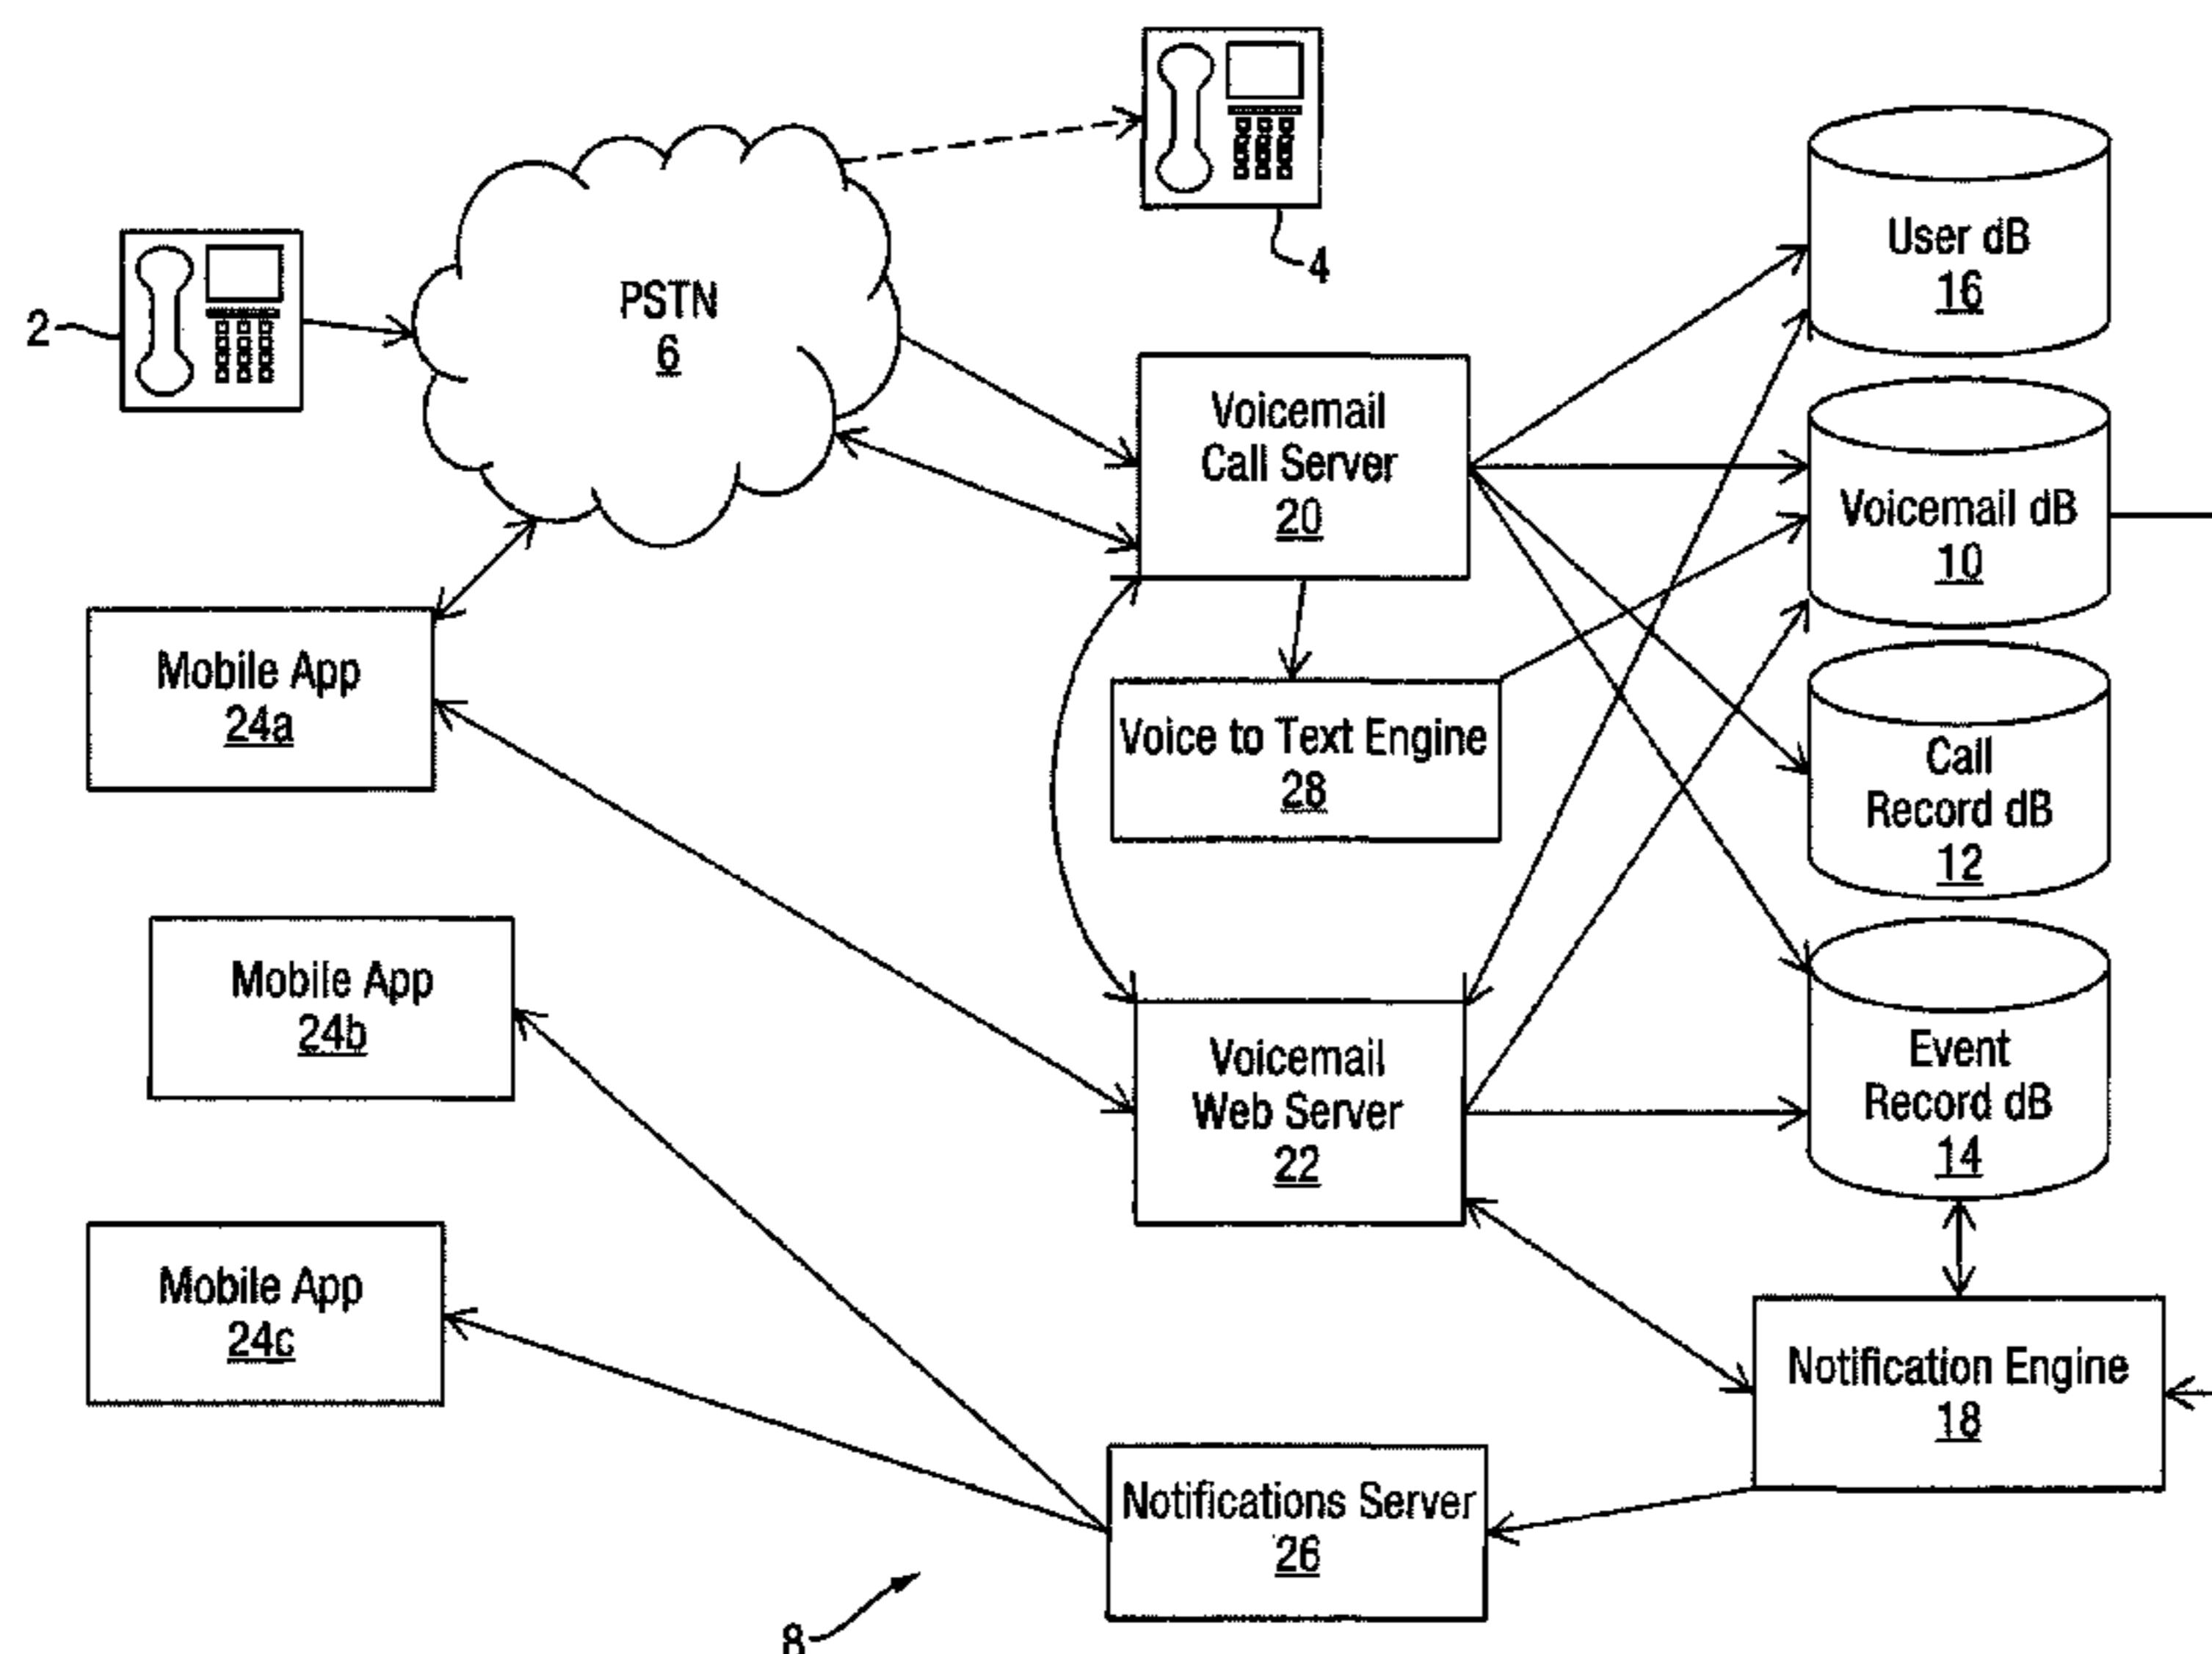 4
2
PSTN
6
User dB
16
Voicemail
Call Server
20
Voicemail dB
10
Mobile App
24a
Voice to Text Engine
28
Call
Record dB
12
Mobile App
24b
Voicemail
Web Server
22
Event
Record dB
14
Mobile App
24c
Notification Engine
18
Notifications Server
26
8